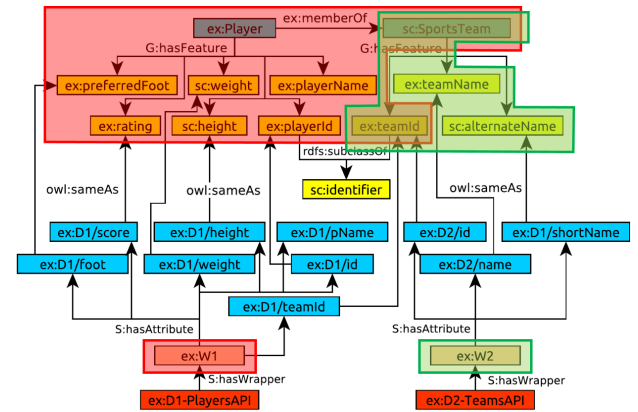 ex:Player ex:memberOf sc:SportsTeam
G:hasFeature G:hasFeature
ex:preferredFoot sc:weight ex:playerName ex:teamName
ex:rating sc:height ex:playerId ex:teamId sc:alternateName
rdfs:subclassOf
owl:sameAs owl:sameAs sc:identifier owl:sameAs
ex:D1/score ex:D1/height ex:D1/pName ex:D2/id ex:D1/shortName
ex:D1/foot ex:D1/weight ex:D1/id ex:D2/name
ex:D1/teamId
S:hasAttribute S:hasAttribute
ex:W1 ex:W2
S:hasWrapper S:hasWrapper
ex:D1-PlayersAPI ex:D2-TeamsAPI